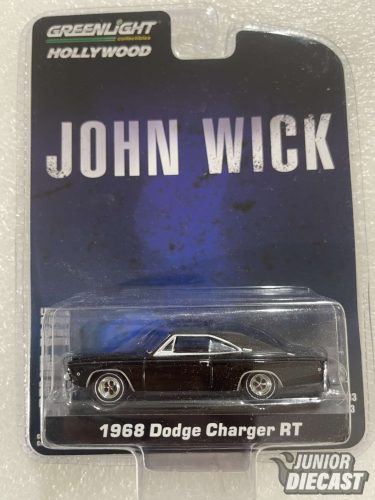 GREENLIGHT
collectibles
HOLLYWOOD
JOHN WICK
1968 Dodge Charger RT
JUNIOR
DIECAST